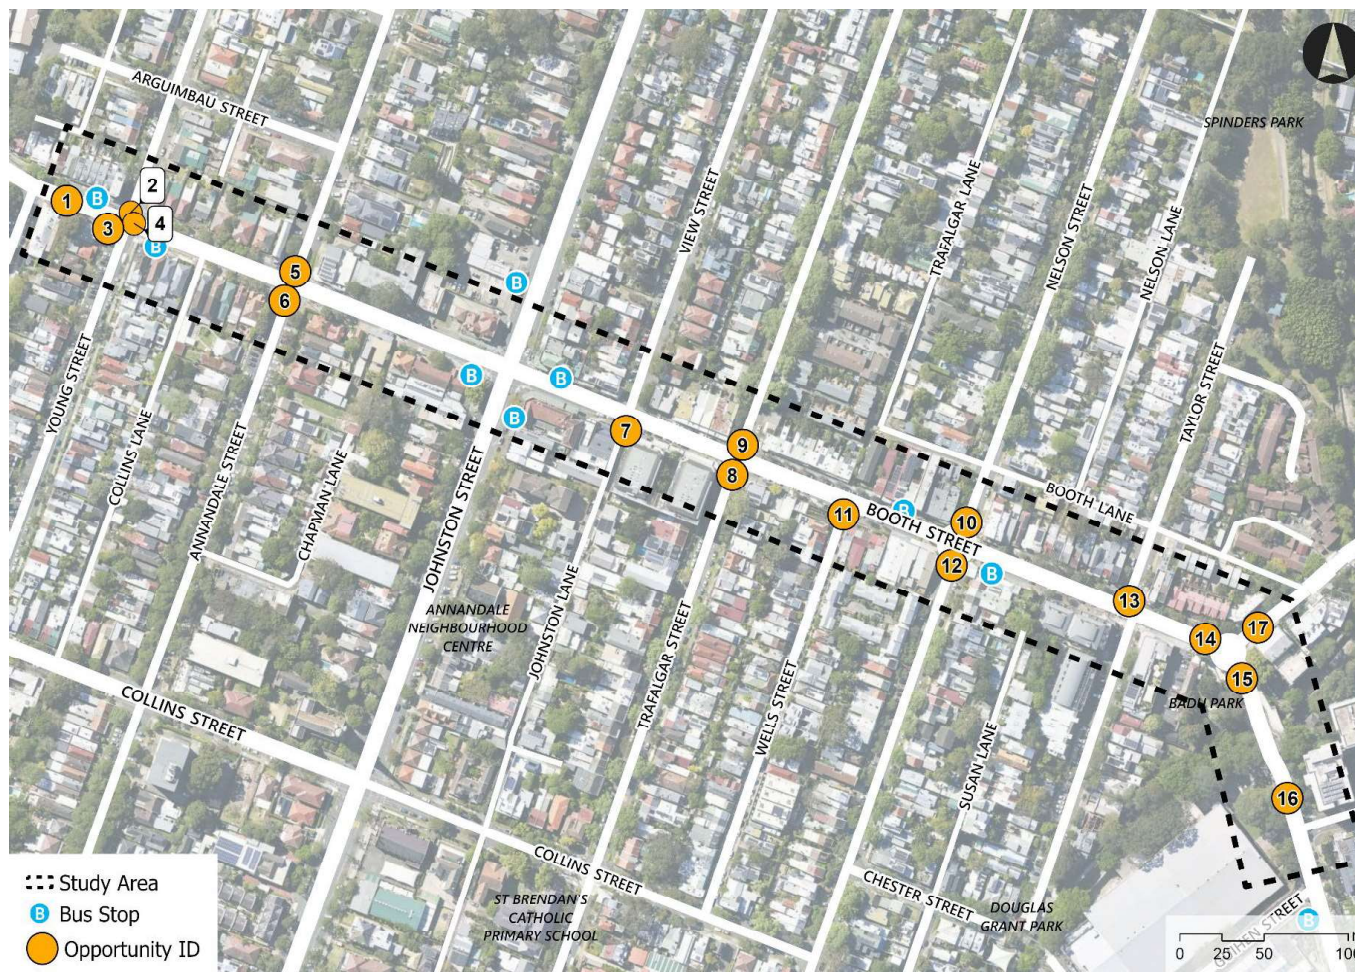 ARGUIMBAU STREET
SPINDERS PARK
1
B
2
3
4
B
5
6
B
VIEW STREET
TRAFALGAR LANE
NELSON STREET
NELSON LANE
TAYLOR STREET
YOUNG STREET
COLLINS LANE
ANNANDALE STREET
CHAPMAN LANE
B
B
B
7
9
8
JOHNSTON STREET
11
B
BOOTH STREET
10
12
B
BOOTH LANE
13
14
17
15
BADU PARK
16
ANNANDALE
NEIGHBOURHOOD
CENTRE
JOHNSTON LANE
TRAFALGAR STREET
WELLS STREET
SUSAN LANE
COLLINS STREET
COLLINS STREET
CHESTER STREET
ST BRENDAN'S
CATHOLIC
PRIMARY SCHOOL
DOUGLAS
GRANT PARK
B
Study Area
B Bus Stop
Opportunity ID
0 25 50 100